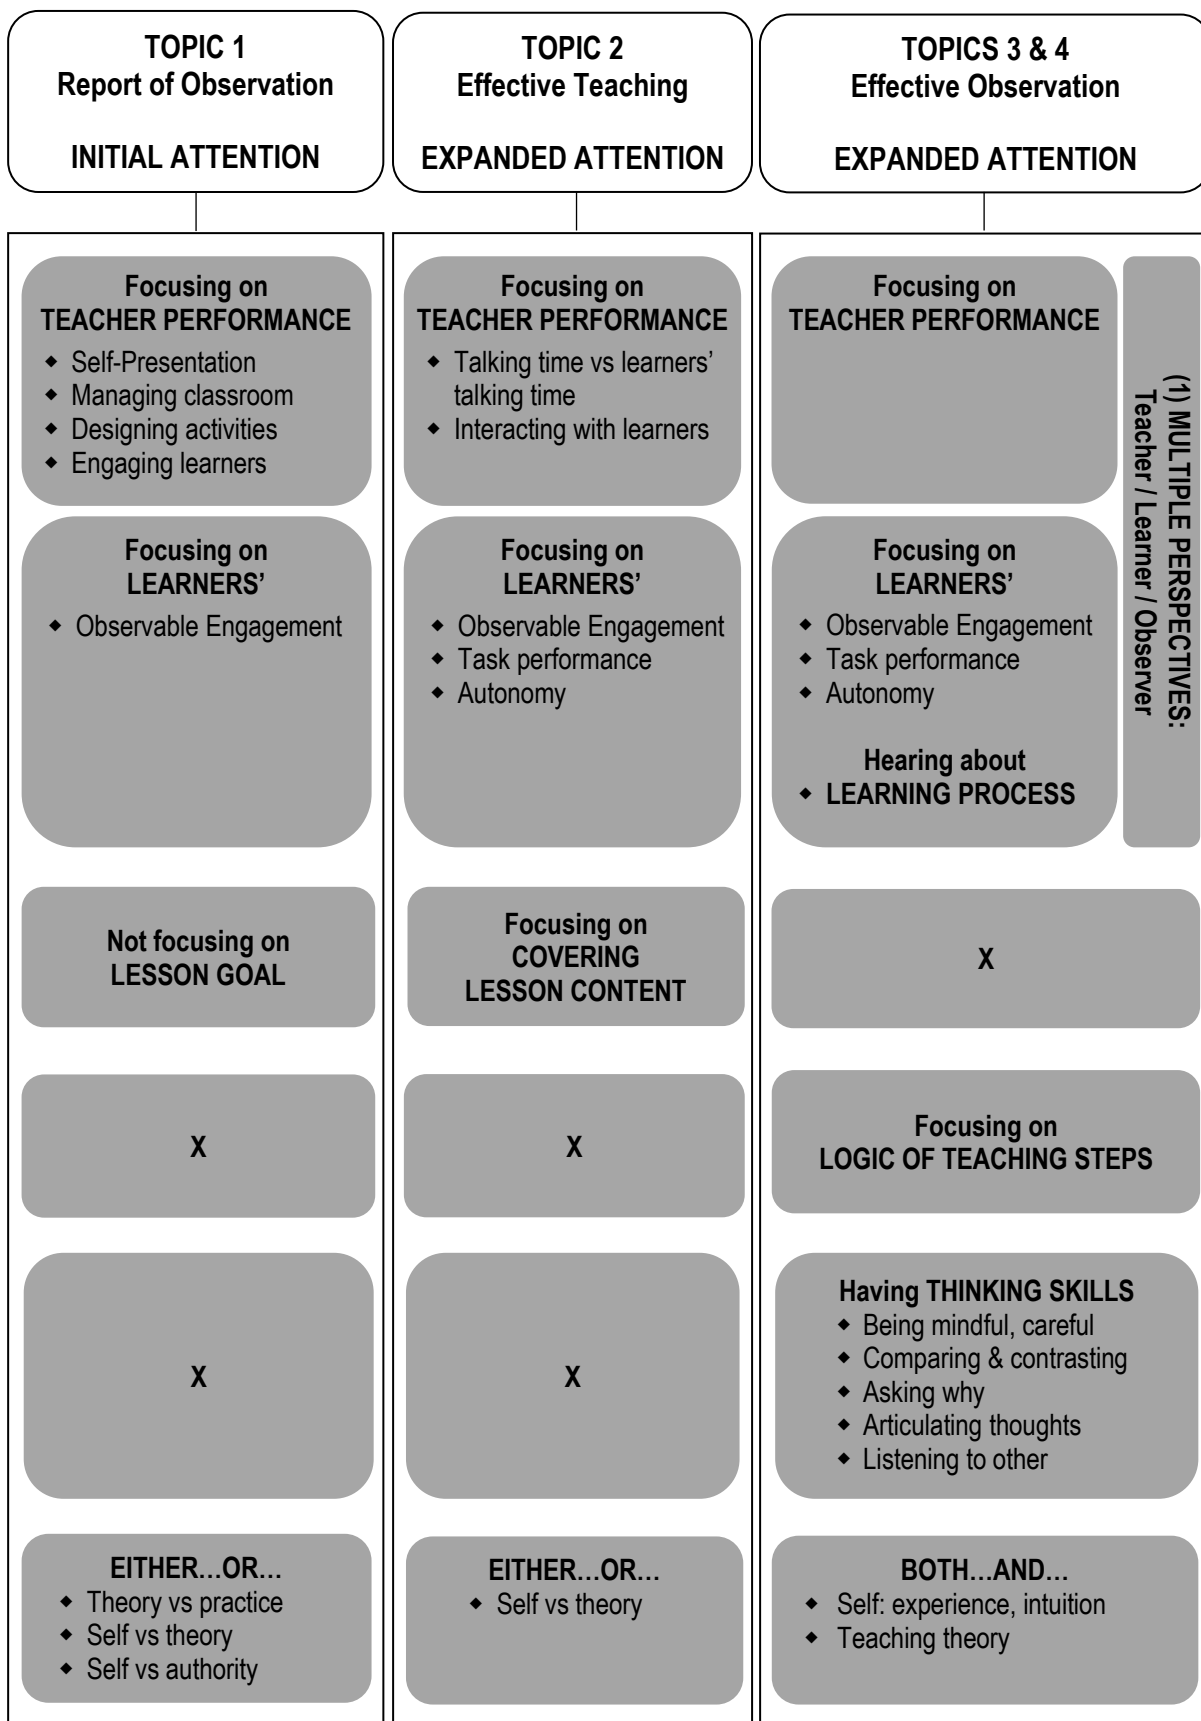 TOPIC 1
Report of Observation
INITIAL ATTENTION
Focusing on
TEACHER PERFORMANCE
◆ Self-Presentation
◆ Managing classroom
◆ Designing activities
◆ Engaging learners
Focusing on
LEARNERS’
◆ Observable Engagement
Not focusing on
LESSON GOAL
X
X
EITHER…OR…
◆ Theory vs practice
◆ Self vs theory
◆ Self vs authority
TOPIC 2
Effective Teaching
EXPANDED ATTENTION
Focusing on
TEACHER PERFORMANCE
◆ Talking time vs learners’
talking time
◆ Interacting with learners
Focusing on
LEARNERS’
◆ Observable Engagement
◆ Task performance
◆ Autonomy
Focusing on
COVERING
LESSON CONTENT
X
X
EITHER…OR…
◆ Self vs theory
TOPICS 3 & 4
Effective Observation
EXPANDED ATTENTION
Focusing on
TEACHER PERFORMANCE
Focusing on
LEARNERS’
◆ Observable Engagement
◆ Task performance
◆ Autonomy
Hearing about
◆ LEARNING PROCESS
(1) MULTIPLE PERSPECTIVES:
Teacher / Learner / Observer
X
Focusing on
LOGIC OF TEACHING STEPS
Having THINKING SKILLS
◆ Being mindful, careful
◆ Comparing & contrasting
◆ Asking why
◆ Articulating thoughts
◆ Listening to other
BOTH…AND…
◆ Self: experience, intuition
◆ Teaching theory